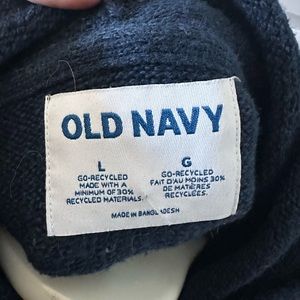 OLD NAVY
L
GO-RECYCLED
MADE WITH A
MINIMUM OF 30%
RECYCLED MATERIALS.
G
GO-RECYCLED
FAIT D'AU MOINS 30%
DE MATIÈRES
RECYCLÉES.
MADE IN BANGLADESH